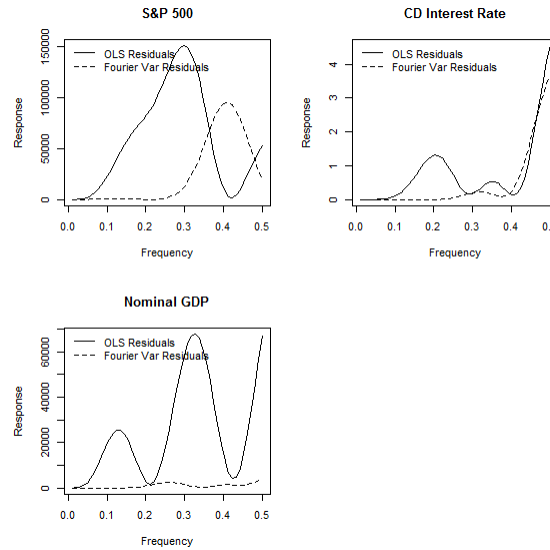 S&P 500
150000
OLS Residuals
Fourier Var Residuals
100000
Response
50000
0
0.0 0.1 0.2 0.3 0.4 0.5
Frequency
CD Interest Rate
OLS Residuals
Fourier Var Residuals
4
3
Response
2
1
0
0.0 0.1 0.2 0.3 0.4
Frequency
Nominal GDP
OLS Residuals
Fourier Var Residuals
60000
Response
40000
20000
0
0.0 0.1 0.2 0.3 0.4 0.5
Frequency